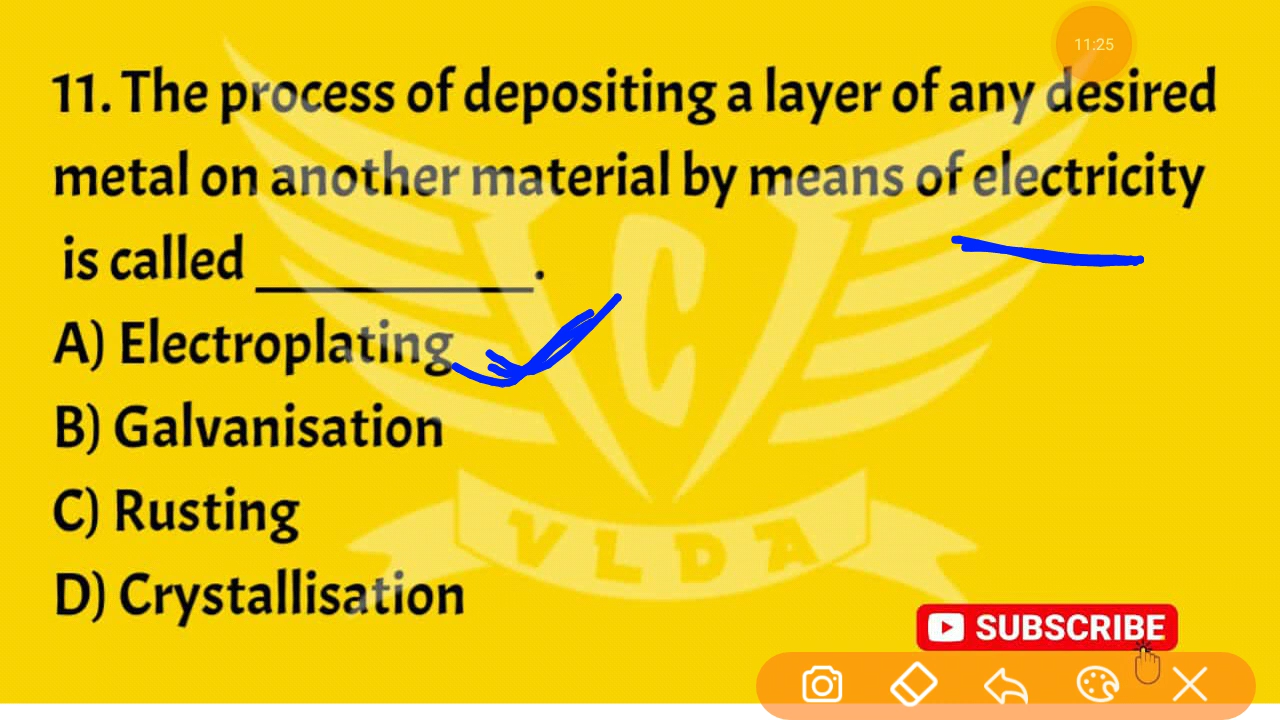 11:25
11. The process of depositing a layer of any desired
metal on another material by means of electricity
is called __________.
A) Electroplating
B) Galvanisation
C) Rusting
D) Crystallisation
C
VLDA
SUBSCRIBE